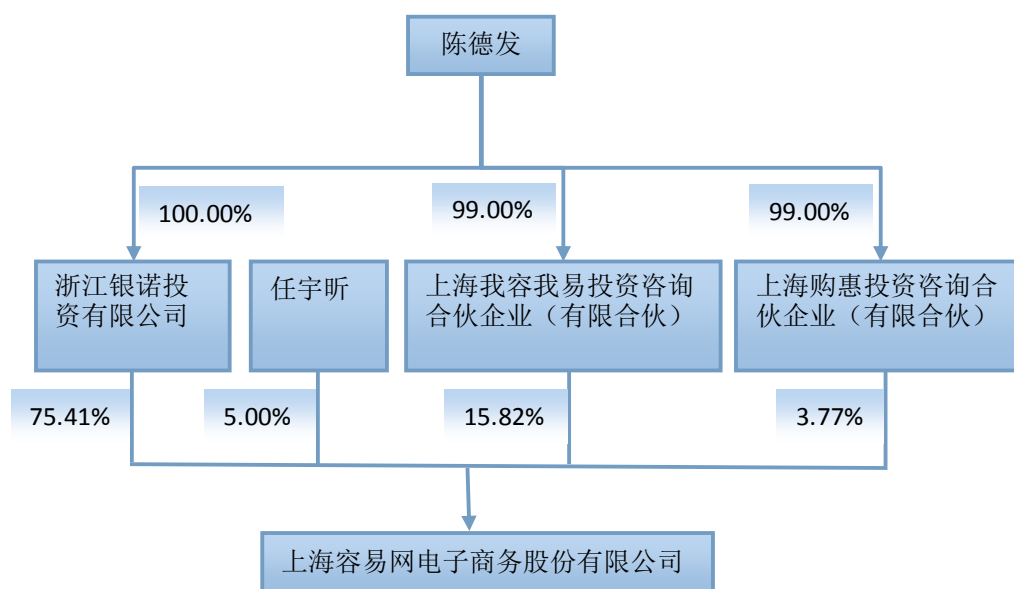 陈德发
100.00%
99.00%
99.00%
浙江银诺投
资有限公司
任宇昕
上海我容我易投资咨询
合伙企业（有限合伙）
上海购惠投资咨询合
伙企业（有限合伙）
75.41%
5.00%
15.82%
3.77%
上海容易网电子商务股份有限公司